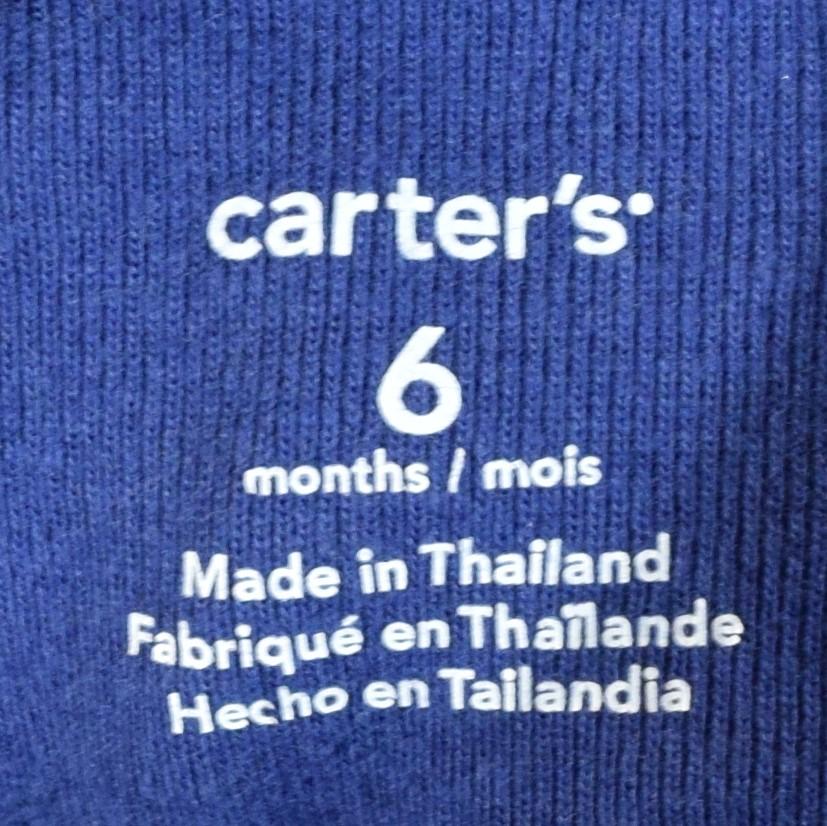 carter's
6
months / mois
Made in Thailand
Fabriqué en Thaïlande
Hecho en Tailandia